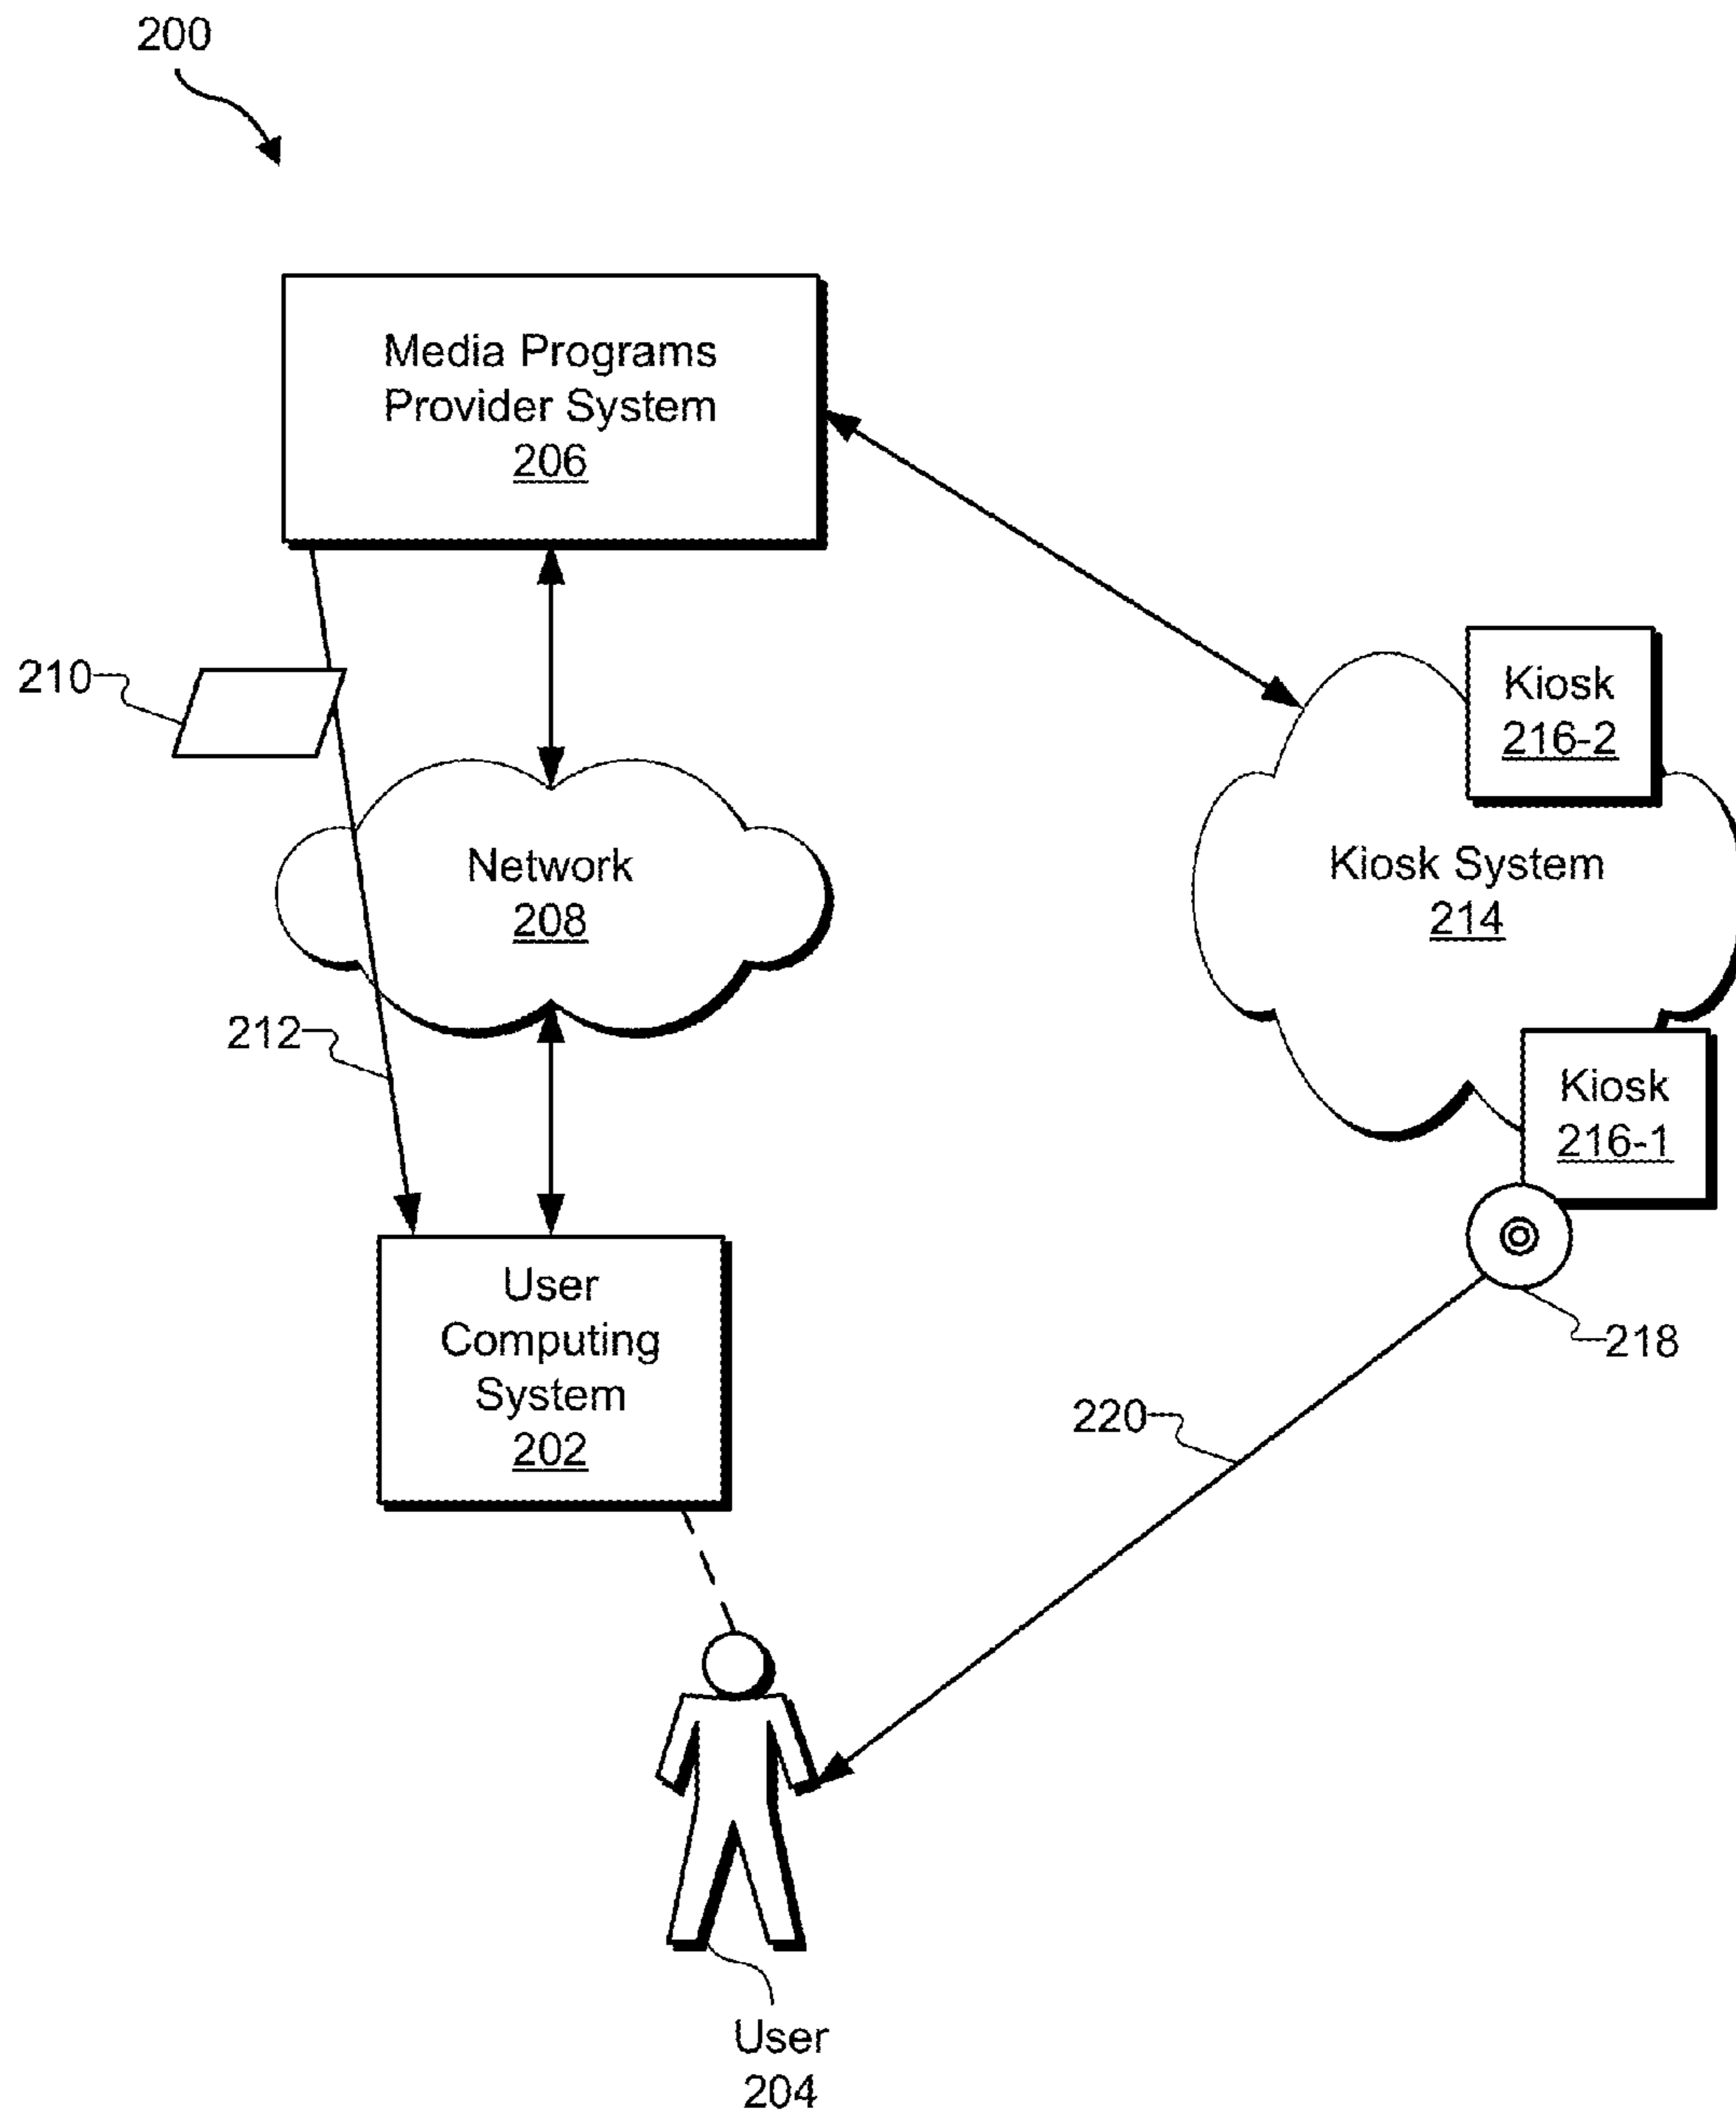 200
Media Programs
Provider System
206
210
Kiosk
216-2
Network
208
Kiosk System
214
212
Kiosk
216-1
User
Computing
System
202
218
220
User
204